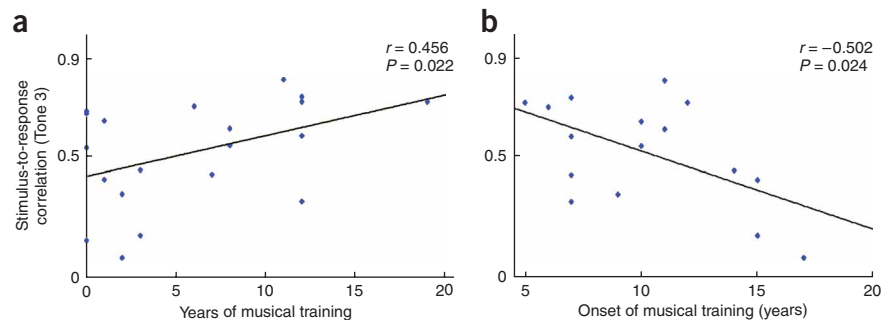 a
r = 0.456
P = 0.022
0.9
0.5
0
Stimulus-to-response
correlation (Tone 3)
0 5 10 15 20
Years of musical training
b
r = −0.502
P = 0.024
0.9
0.5
0
5 10 15 20
Onset of musical training (years)